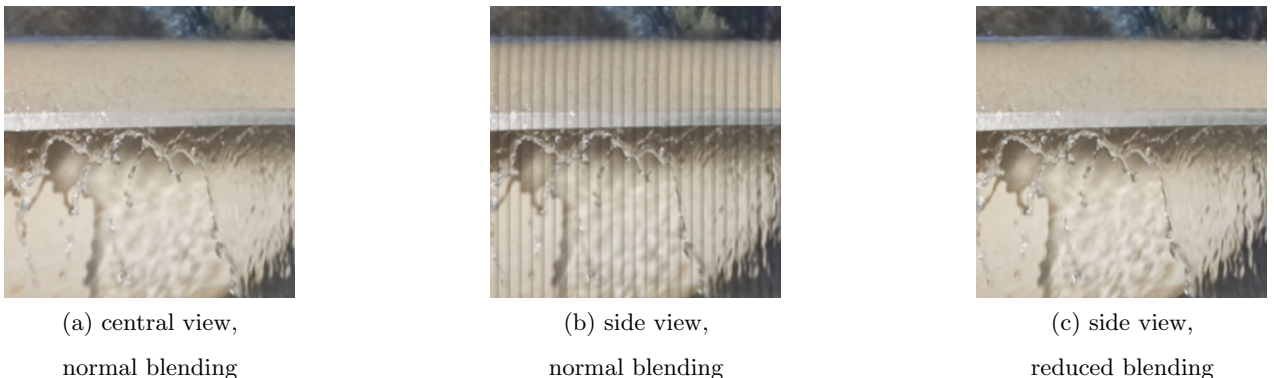 (a) central view,
normal blending
(b) side view,
normal blending
(c) side view,
reduced blending